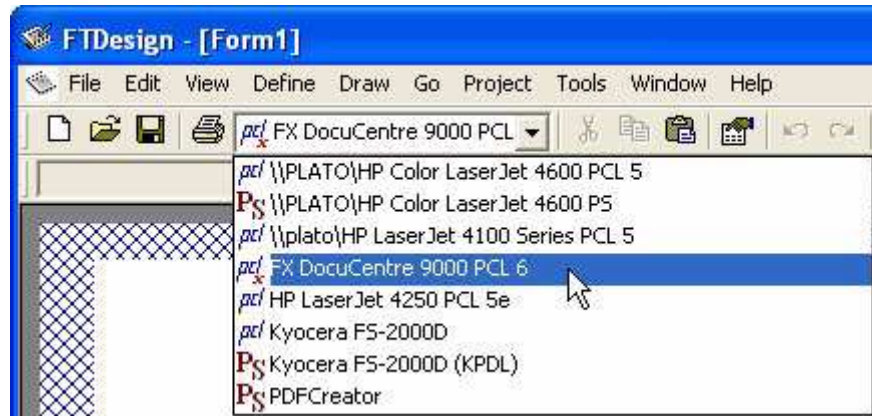 FTDesign - [Form1]
File Edit View Define Draw Go Project Tools Window Help
pcl x FX DocuCentre 9000 PCL
pcl \\PLATO\HP Color LaserJet 4600 PCL 5
PS \\PLATO\HP Color LaserJet 4600 PS
pcl \\plato\HP LaserJet 4100 Series PCL 5
pcl x FX DocuCentre 9000 PCL 6
pcl HP LaserJet 4250 PCL 5e
pcl Kyocera FS-2000D
PS Kyocera FS-2000D (KPDL)
PS PDFCreator